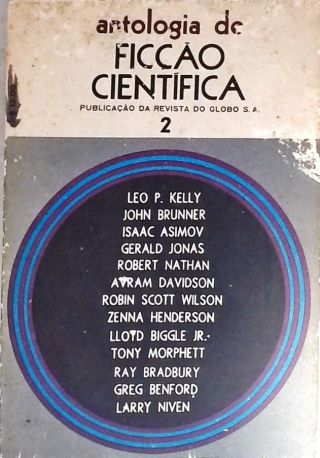 antologia de
FICÇÃO
CIENTÍFICA
PUBLICAÇÃO DA REVISTA DO GLOBO S.A.
2
LEO P. KELLY
JOHN BRUNNER
ISAAC ASIMOV
GERALD JONAS
ROBERT NATHAN
AVRAM DAVIDSON
ROBIN SCOTT WILSON
ZENNA HENDERSON
LLOYD BIGGLE JR.
TONY MORPHETT
RAY BRADBURY
GREG BENFORD
LARRY NIVEN